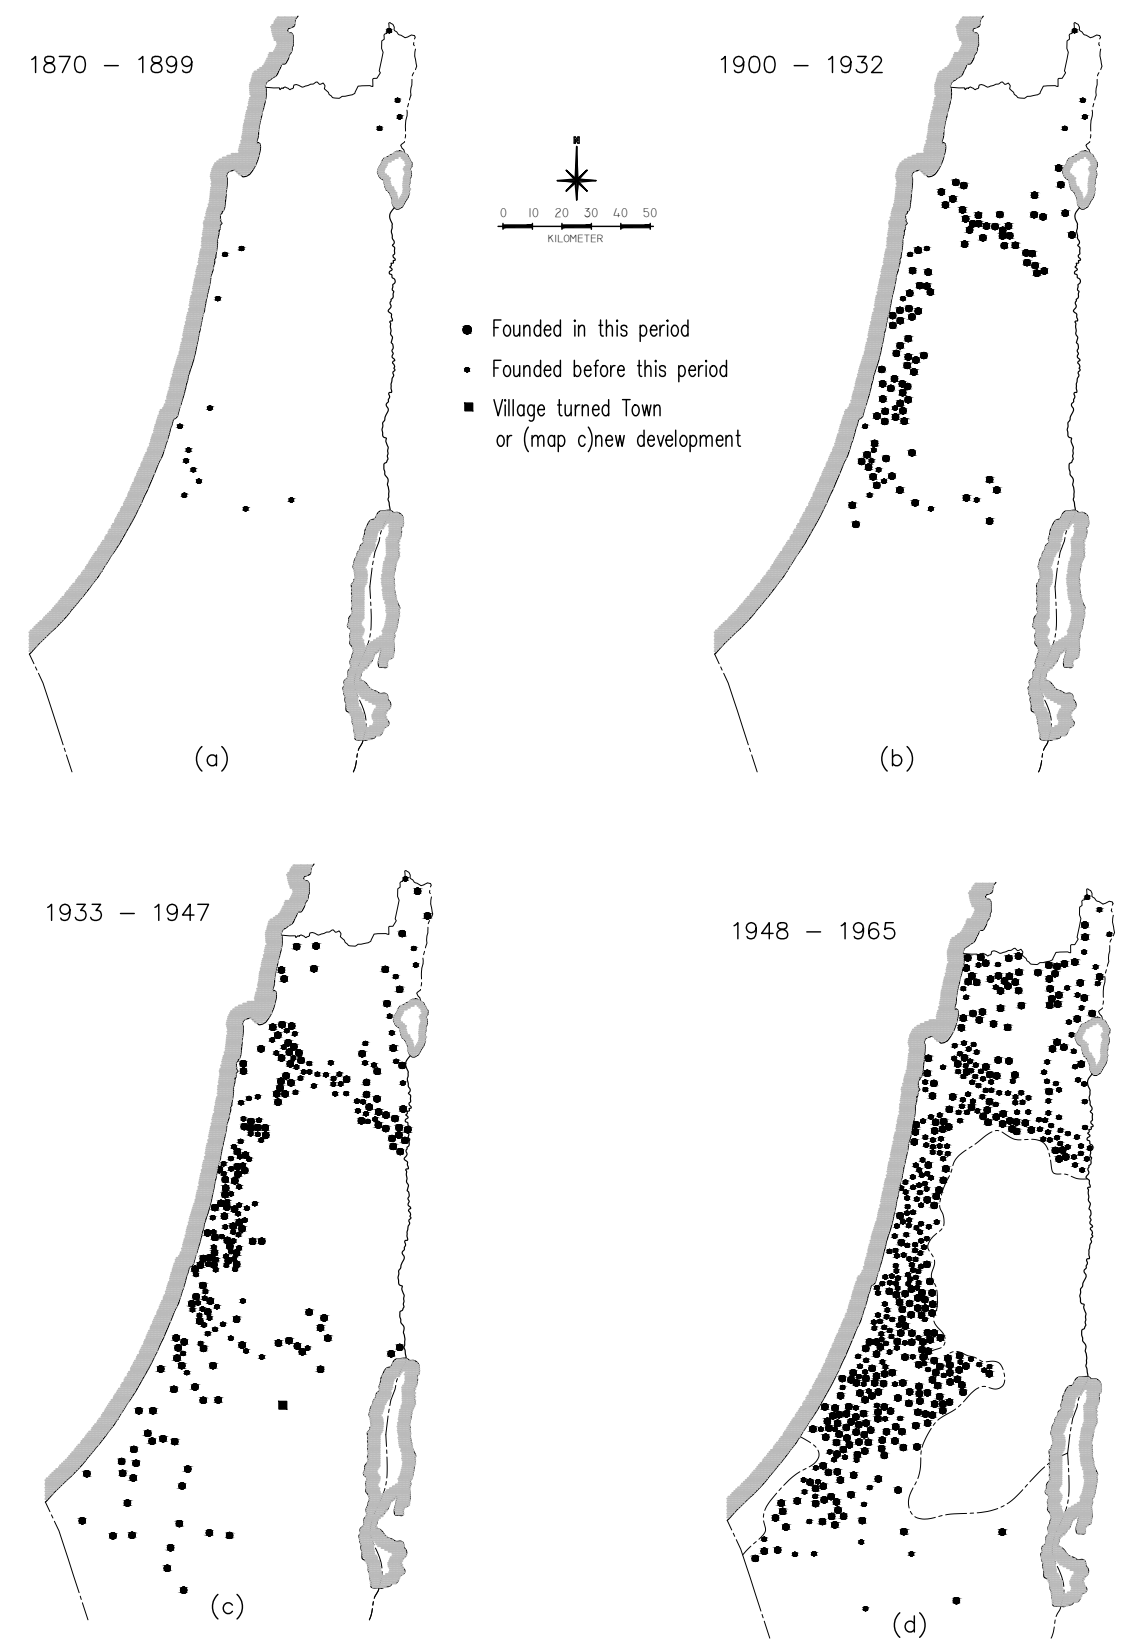 1870 – 1899
1900 – 1932
N
0 10 20 30 40 50
KILOMETER
Founded in this period
Founded before this period
Village turned Town
or (map c)new development
(a)
(b)
1933 – 1947
1948 – 1965
(c)
(d)